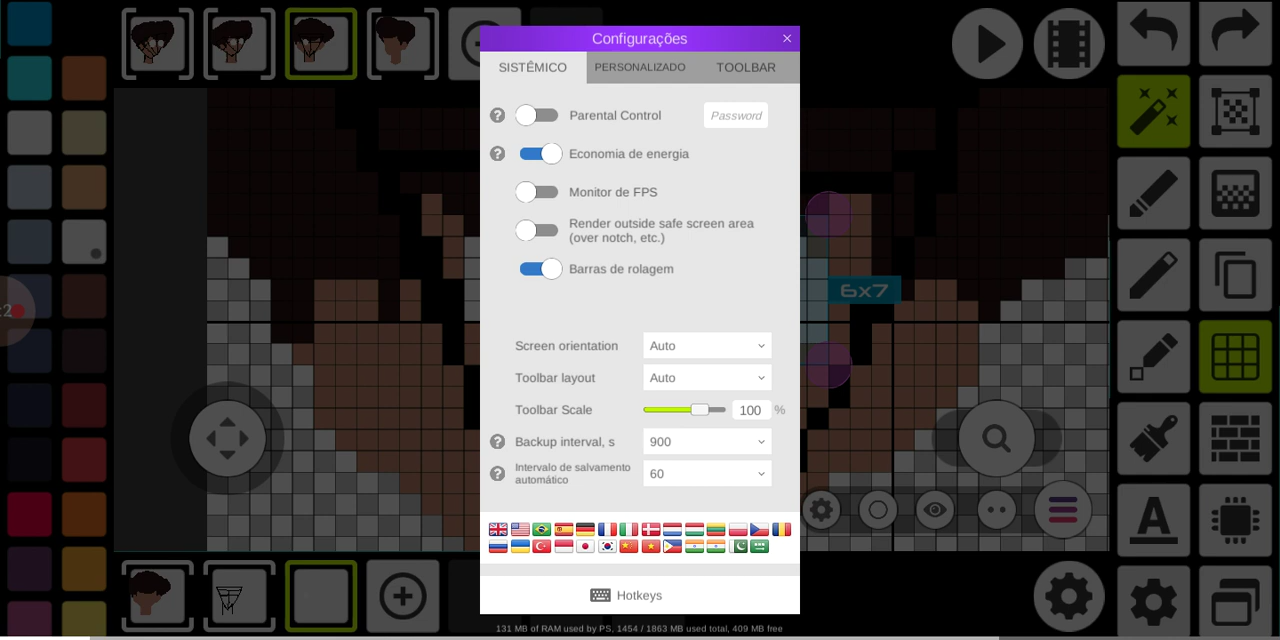 Configurações
SISTÊMICO PERSONALIZADO TOOLBAR
Parental Control Password
Economia de energia
Monitor de FPS
Render outside safe screen area
(over notch, etc.)
Barras de rolagem
6x7
Screen orientation Auto
Toolbar layout Auto
Toolbar Scale 100 %
Backup interval, s 900
Intervalo de salvamento
automático 60
Hotkeys
131 MB of RAM used by PS, 1454 / 1863 MB used total, 409 MB free